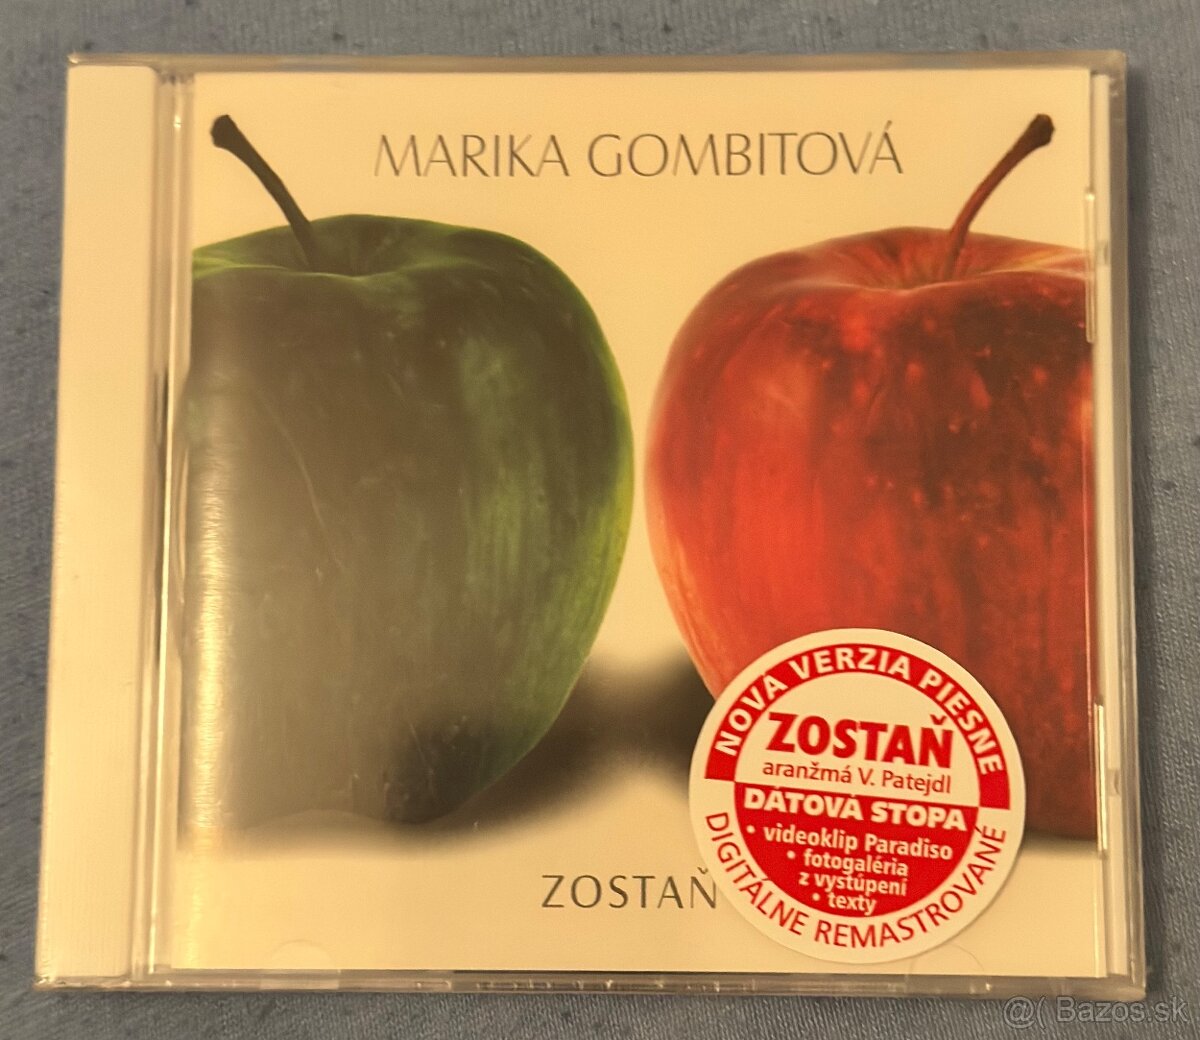 MARIKA GOMBITOVÁ
NOVÁ VERZIA PIESNE
ZOSTAŇ
aranžmá V. Patejdl
DÁTOVÁ STOPA
• videoklip Paradiso
• fotogaléria
z vystúpení
• texty
DIGITÁLNE REMASTROVANÉ
ZOSTAŇ
@( Bazos.sk